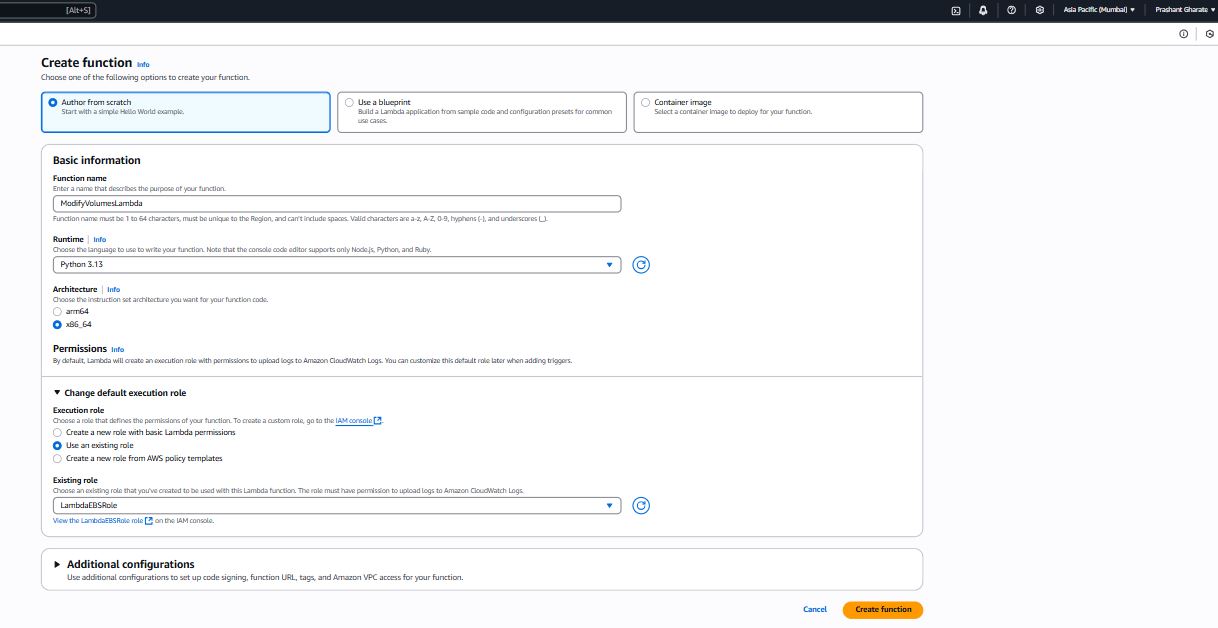 [Alt+S]
Asia Pacific (Mumbai)
Prashant Gharate
Create function Info
Choose one of the following options to create your function.
Author from scratch
Start with a simple Hello World example.
Use a blueprint
Build a Lambda application from sample code and configuration presets for common
use cases.
Container image
Select a container image to deploy for your function.
Basic information
Function name
Enter a name that describes the purpose of your function.
ModifyVolumesLambda
Function name must be 1 to 64 characters, must be unique to the Region, and can't include spaces. Valid characters are a-z, A-Z, 0-9, hyphens (-), and underscores (_).
Runtime | Info
Choose the language to use to write your function. Note that the console code editor supports only Node.js, Python, and Ruby.
Python 3.13
Architecture | Info
Choose the instruction set architecture you want for your function code.
arm64
x86_64
Permissions Info
By default, Lambda will create an execution role with permissions to upload logs to Amazon CloudWatch Logs. You can customize this default role later when adding triggers.
Change default execution role
Execution role
Choose a role that defines the permissions of your function. To create a custom role, go to the IAM console.
Create a new role with basic Lambda permissions
Use an existing role
Create a new role from AWS policy templates
Existing role
Choose an existing role that you've created to be used with this Lambda function. The role must have permission to upload logs to Amazon CloudWatch Logs.
LambdaEBSRole
View the LambdaEBSRole role on the IAM console.
Additional configurations
Use additional configurations to set up code signing, function URL, tags, and Amazon VPC access for your function.
Cancel
Create function